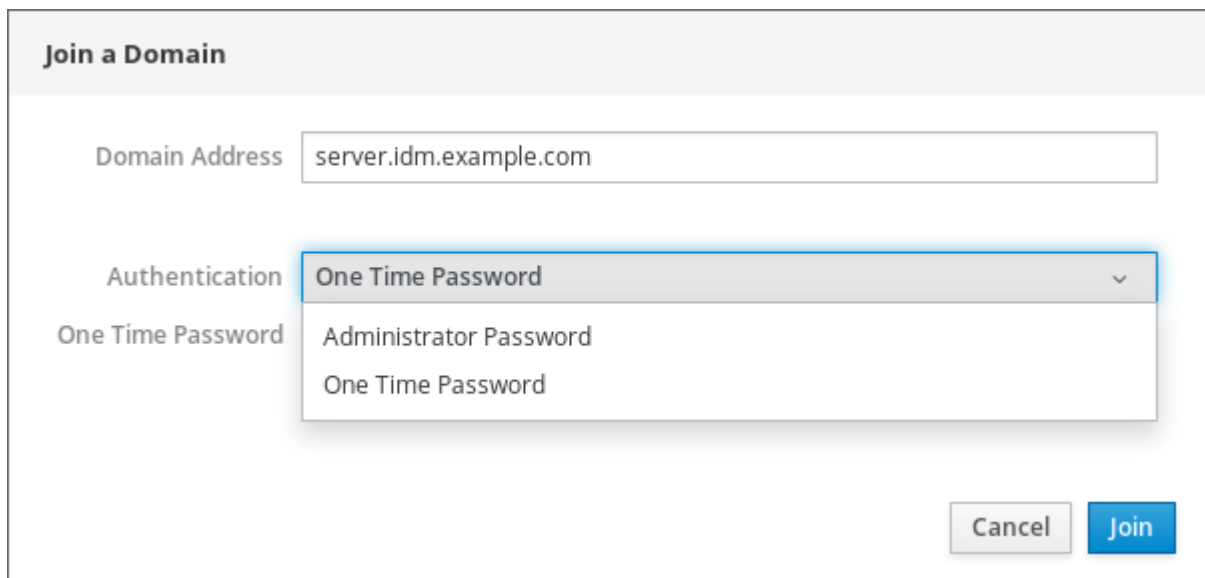 Join a Domain
Domain Address server.idm.example.com
Authentication One Time Password
One Time Password Administrator Password
One Time Password
Cancel Join